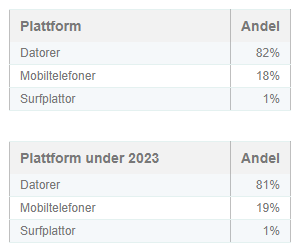 Plattform Andel
Datorer 82%
Mobiltelefoner 18%
Surfplattor 1%
Plattform under 2023 Andel
Datorer 81%
Mobiltelefoner 19%
Surfplattor 1%